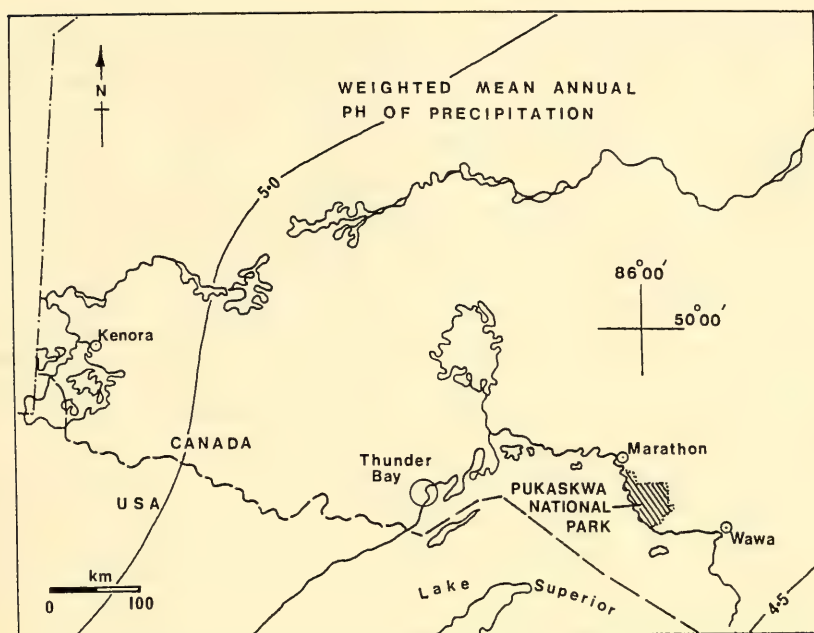 WEIGHTED MEAN ANNUAL
PH OF PRECIPITATION
N
5·0
86°00′
50°00′
Kenora
CANADA
USA
Thunder
Bay
Marathon
PUKASKWA
NATIONAL
PARK
Wawa
km
0 100
Lake Superior
4·5